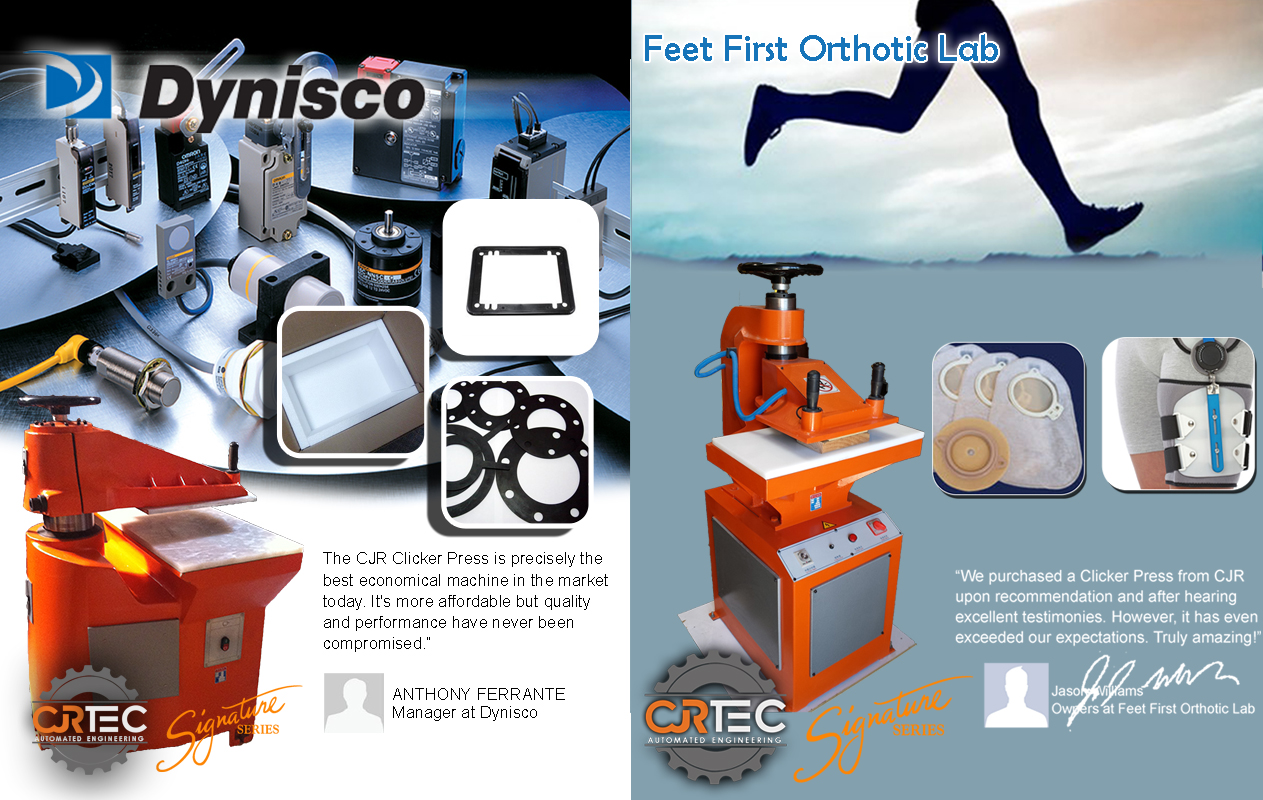 Dynisco
OMRON
The CJR Clicker Press is precisely the
best economical machine in the market
today. It's more affordable but quality
and performance have never been
compromised.”
ANTHONY FERRANTE
Manager at Dynisco
CJRTEC
AUTOMATED ENGINEERING
Signature
SERIES
Feet First Orthotic Lab
“We purchased a Clicker Press from CJR
upon recommendation and after hearing
excellent testimonies. However, it has even
exceeded our expectations. Truly amazing!”
Jason Williams
Owners at Feet First Orthotic Lab
CJRTEC
AUTOMATED ENGINEERING
Signature
SERIES